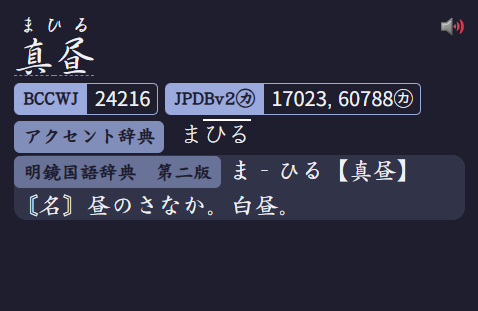 まひる
真昼
BCCWJ 24216 JPDBv2㋕ 17023, 60788㋕
アクセント辞典 まひる
明鏡国語辞典 第二版 ま‐ひる【真昼】
〘名〙昼のさなか。白昼。